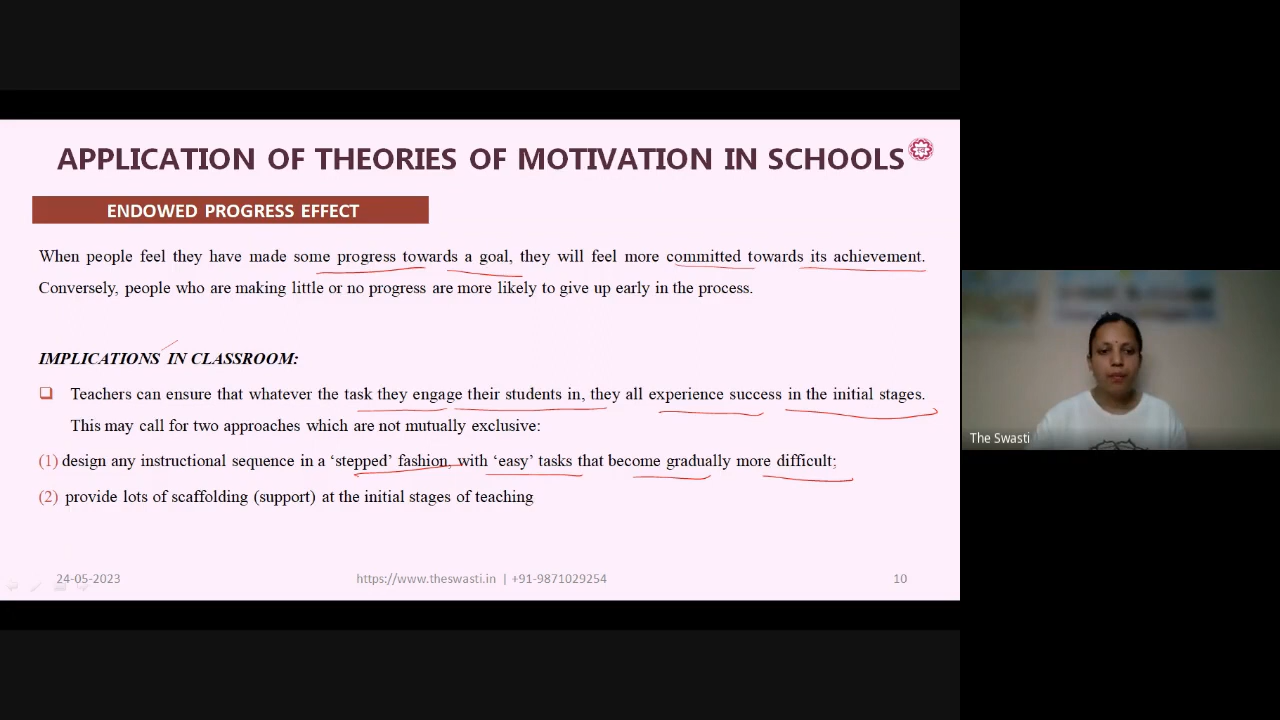 APPLICATION OF THEORIES OF MOTIVATION IN SCHOOLS
ENDOWED PROGRESS EFFECT
When people feel they have made some progress towards a goal, they will feel more committed towards its achievement.
Conversely, people who are making little or no progress are more likely to give up early in the process.
IMPLICATIONS IN CLASSROOM:
Teachers can ensure that whatever the task they engage their students in, they all experience success in the initial stages.
This may call for two approaches which are not mutually exclusive:
(1) design any instructional sequence in a ‘stepped’ fashion, with ‘easy’ tasks that become gradually more difficult;
(2) provide lots of scaffolding (support) at the initial stages of teaching
24-05-2023 https://www.theswasti.in | +91-9871029254 10
The Swasti